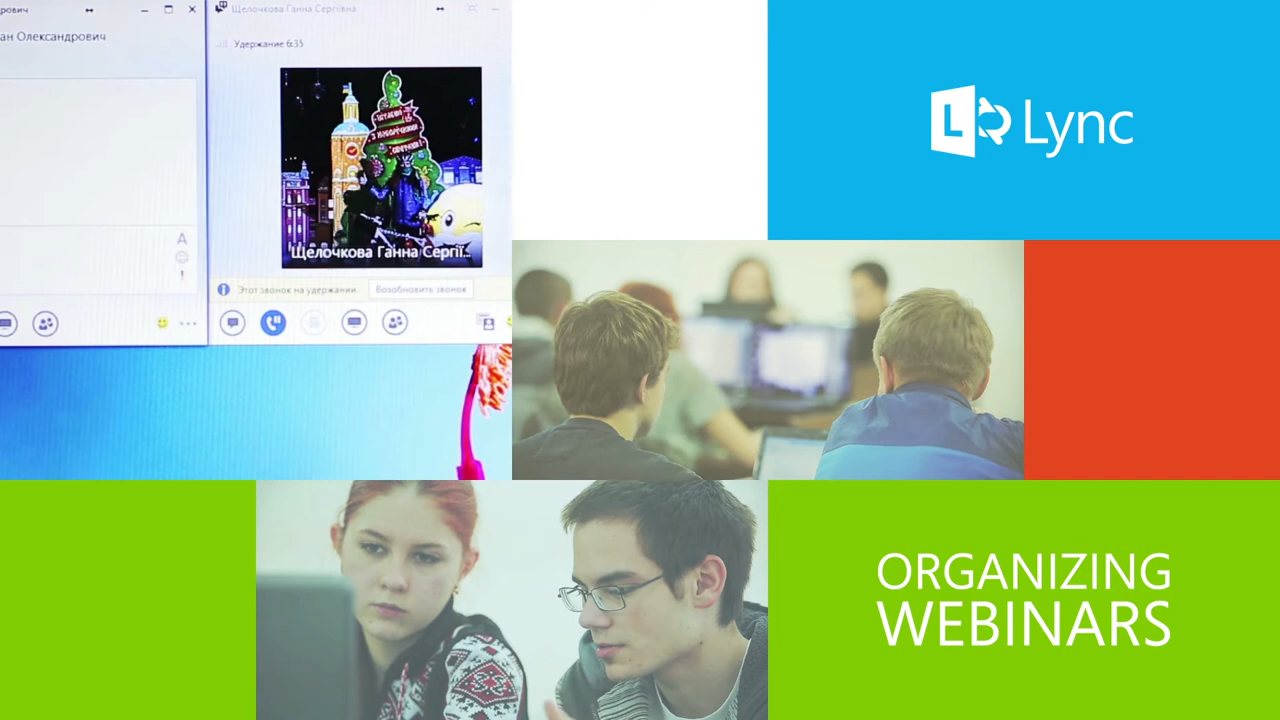 рович
ан Олександрович
Щелочкова Ганна Сергіївна
Удержание 6:35
Щелочкова Ганна Сергії...
Этот звонок на удержании.
Возобновить звонок
A
!
L Lync
ORGANIZING
WEBINARS